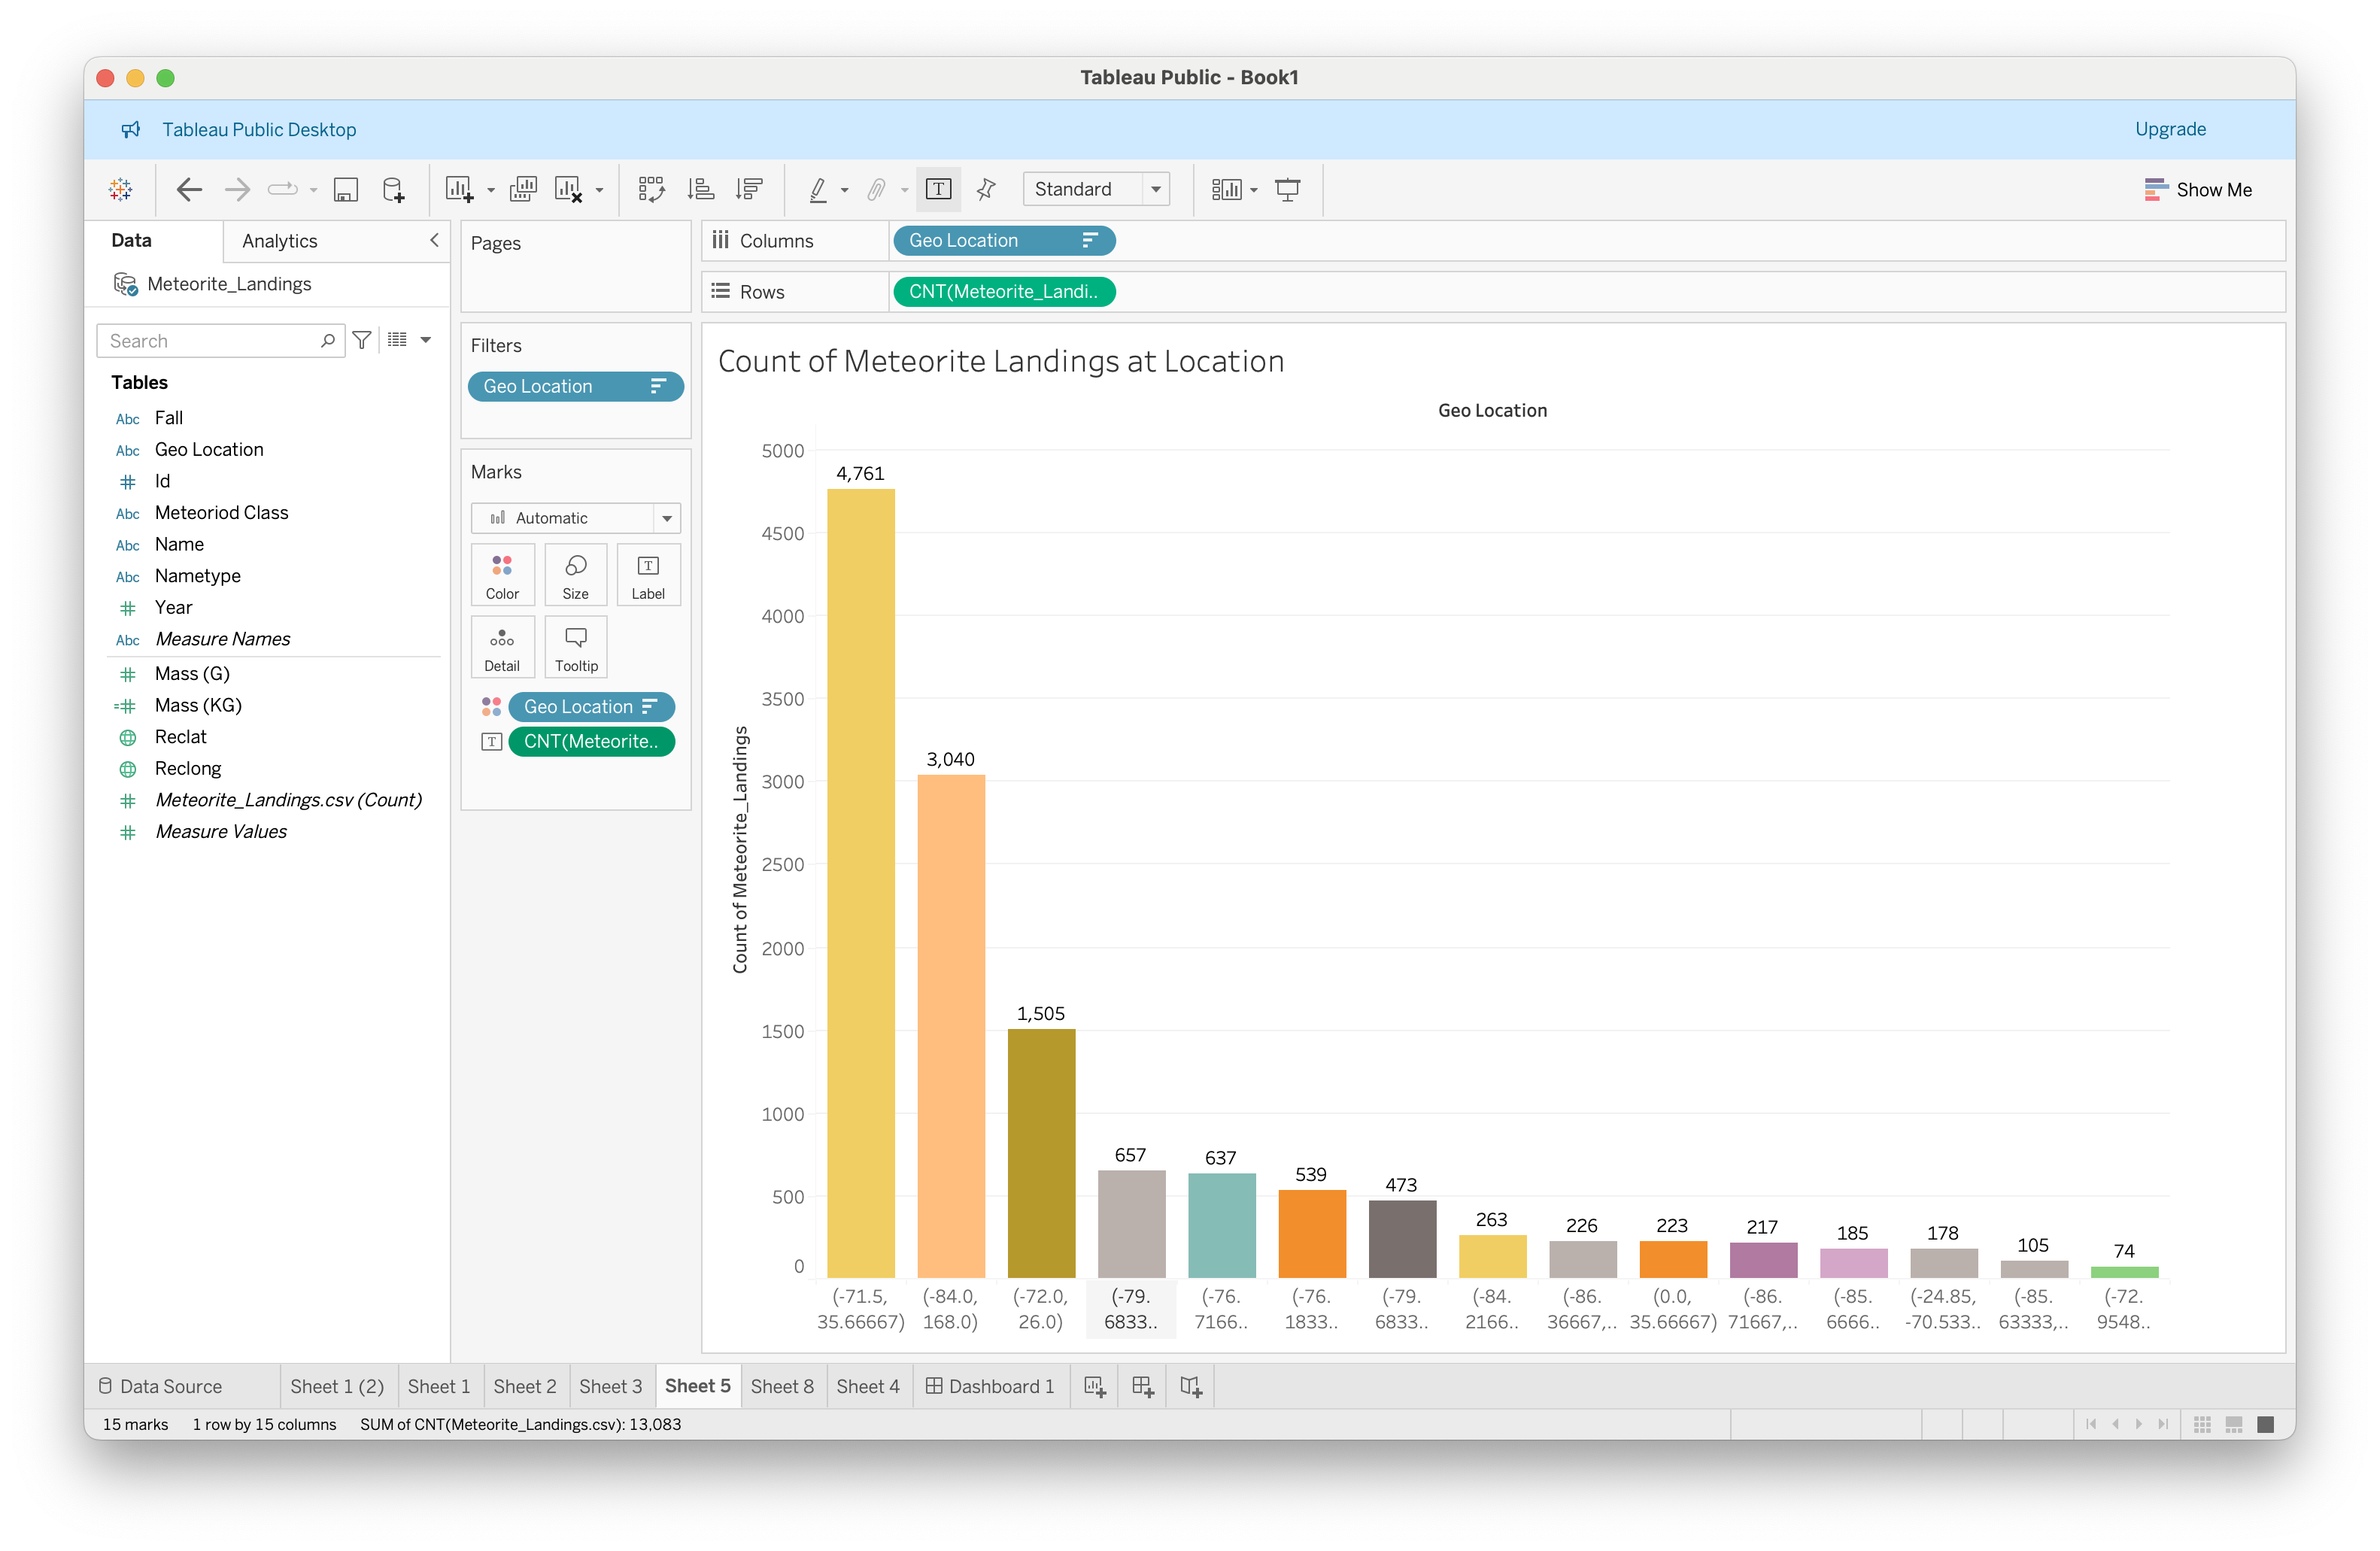 Tableau Public - Book1
Tableau Public Desktop
Upgrade
T
Standard
Show Me
Data
Analytics
Meteorite_Landings
Search
Tables
Abc Fall
Abc Geo Location
# Id
Abc Meteoriod Class
Abc Name
Abc Nametype
# Year
Abc Measure Names
# Mass (G)
=# Mass (KG)
Reclat
Reclong
# Meteorite_Landings.csv (Count)
# Measure Values
Pages
Filters
Geo Location
Marks
Automatic
Color
Size
T
Label
Detail
Tooltip
Geo Location
T CNT(Meteorite..
Columns
Geo Location
Rows
CNT(Meteorite_Landi..
Count of Meteorite Landings at Location
Geo Location
Count of Meteorite_Landings
5000
4500
4000
3500
3000
2500
2000
1500
1000
500
0
4,761
3,040
1,505
657
637
539
473
263
226
223
217
185
178
105
74
(-71.5,
35.66667)
(-84.0,
168.0)
(-72.0,
26.0)
(-79.
6833..
(-76.
7166..
(-76.
1833..
(-79.
6833..
(-84.
2166..
(-86.
36667,..
(0.0,
35.66667)
(-86.
71667,..
(-85.
6666..
(-24.85,
-70.533..
(-85.
63333,..
(-72.
9548..
Data Source
Sheet 1 (2)
Sheet 1
Sheet 2
Sheet 3
Sheet 5
Sheet 8
Sheet 4
Dashboard 1
15 marks
1 row by 15 columns
SUM of CNT(Meteorite_Landings.csv): 13,083